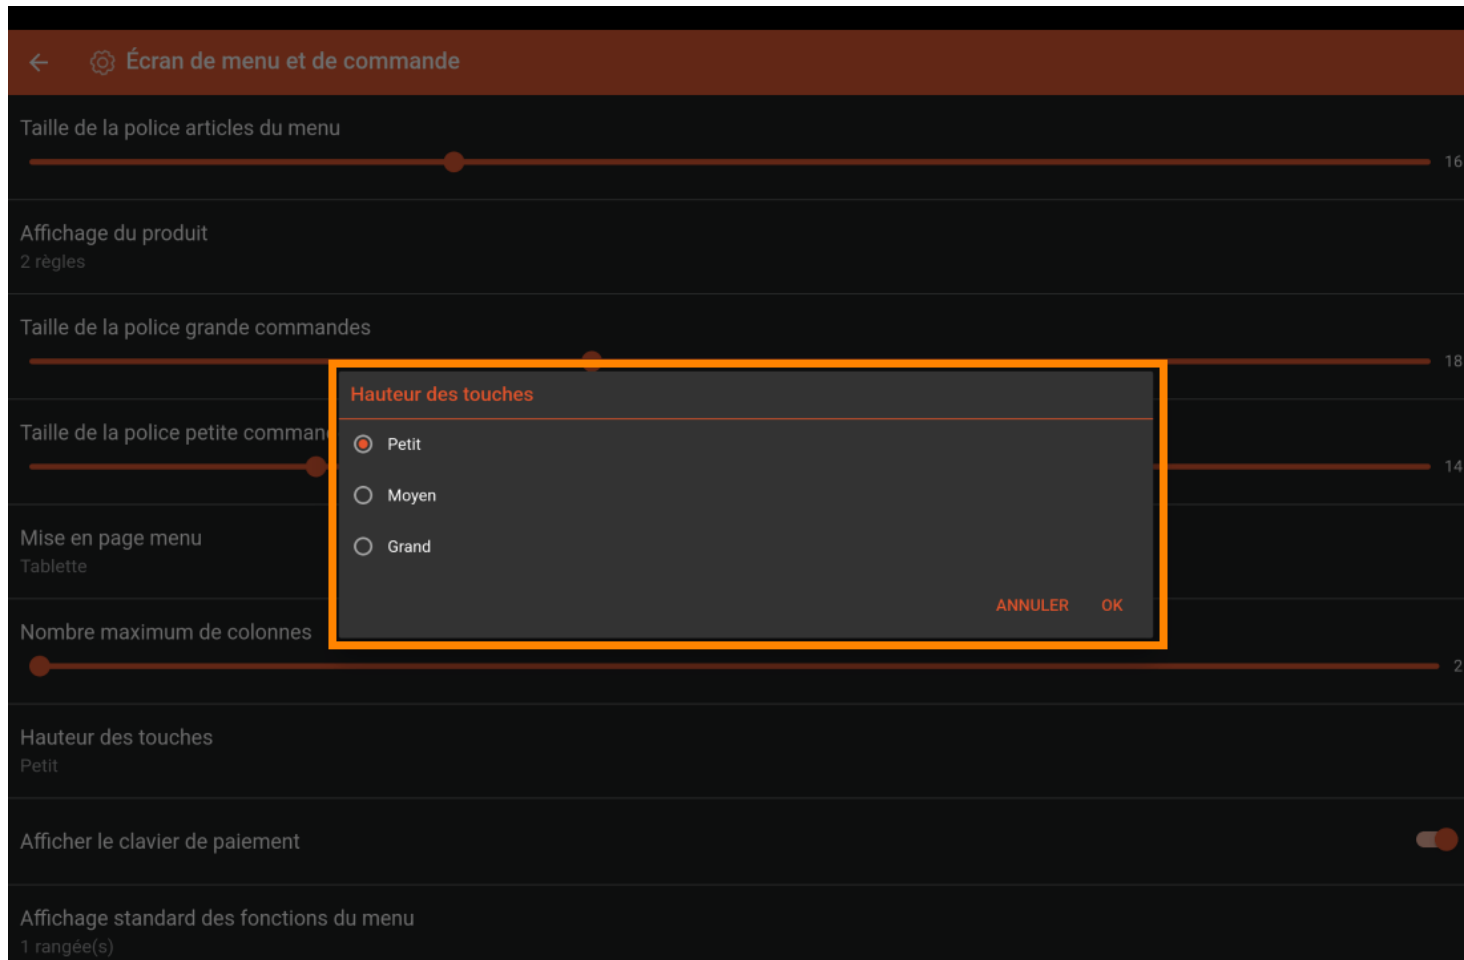 Écran de menu et de commande
Taille de la police articles du menu
16
Affichage du produit
2 règles
Taille de la police grande commandes
18
Hauteur des touches
Taille de la police petite comman
Petit
14
Moyen
Mise en page menu
Grand
Tablette
ANNULER OK
Nombre maximum de colonnes
2
Hauteur des touches
Petit
Afficher le clavier de paiement
Affichage standard des fonctions du menu
1 rangée(s)